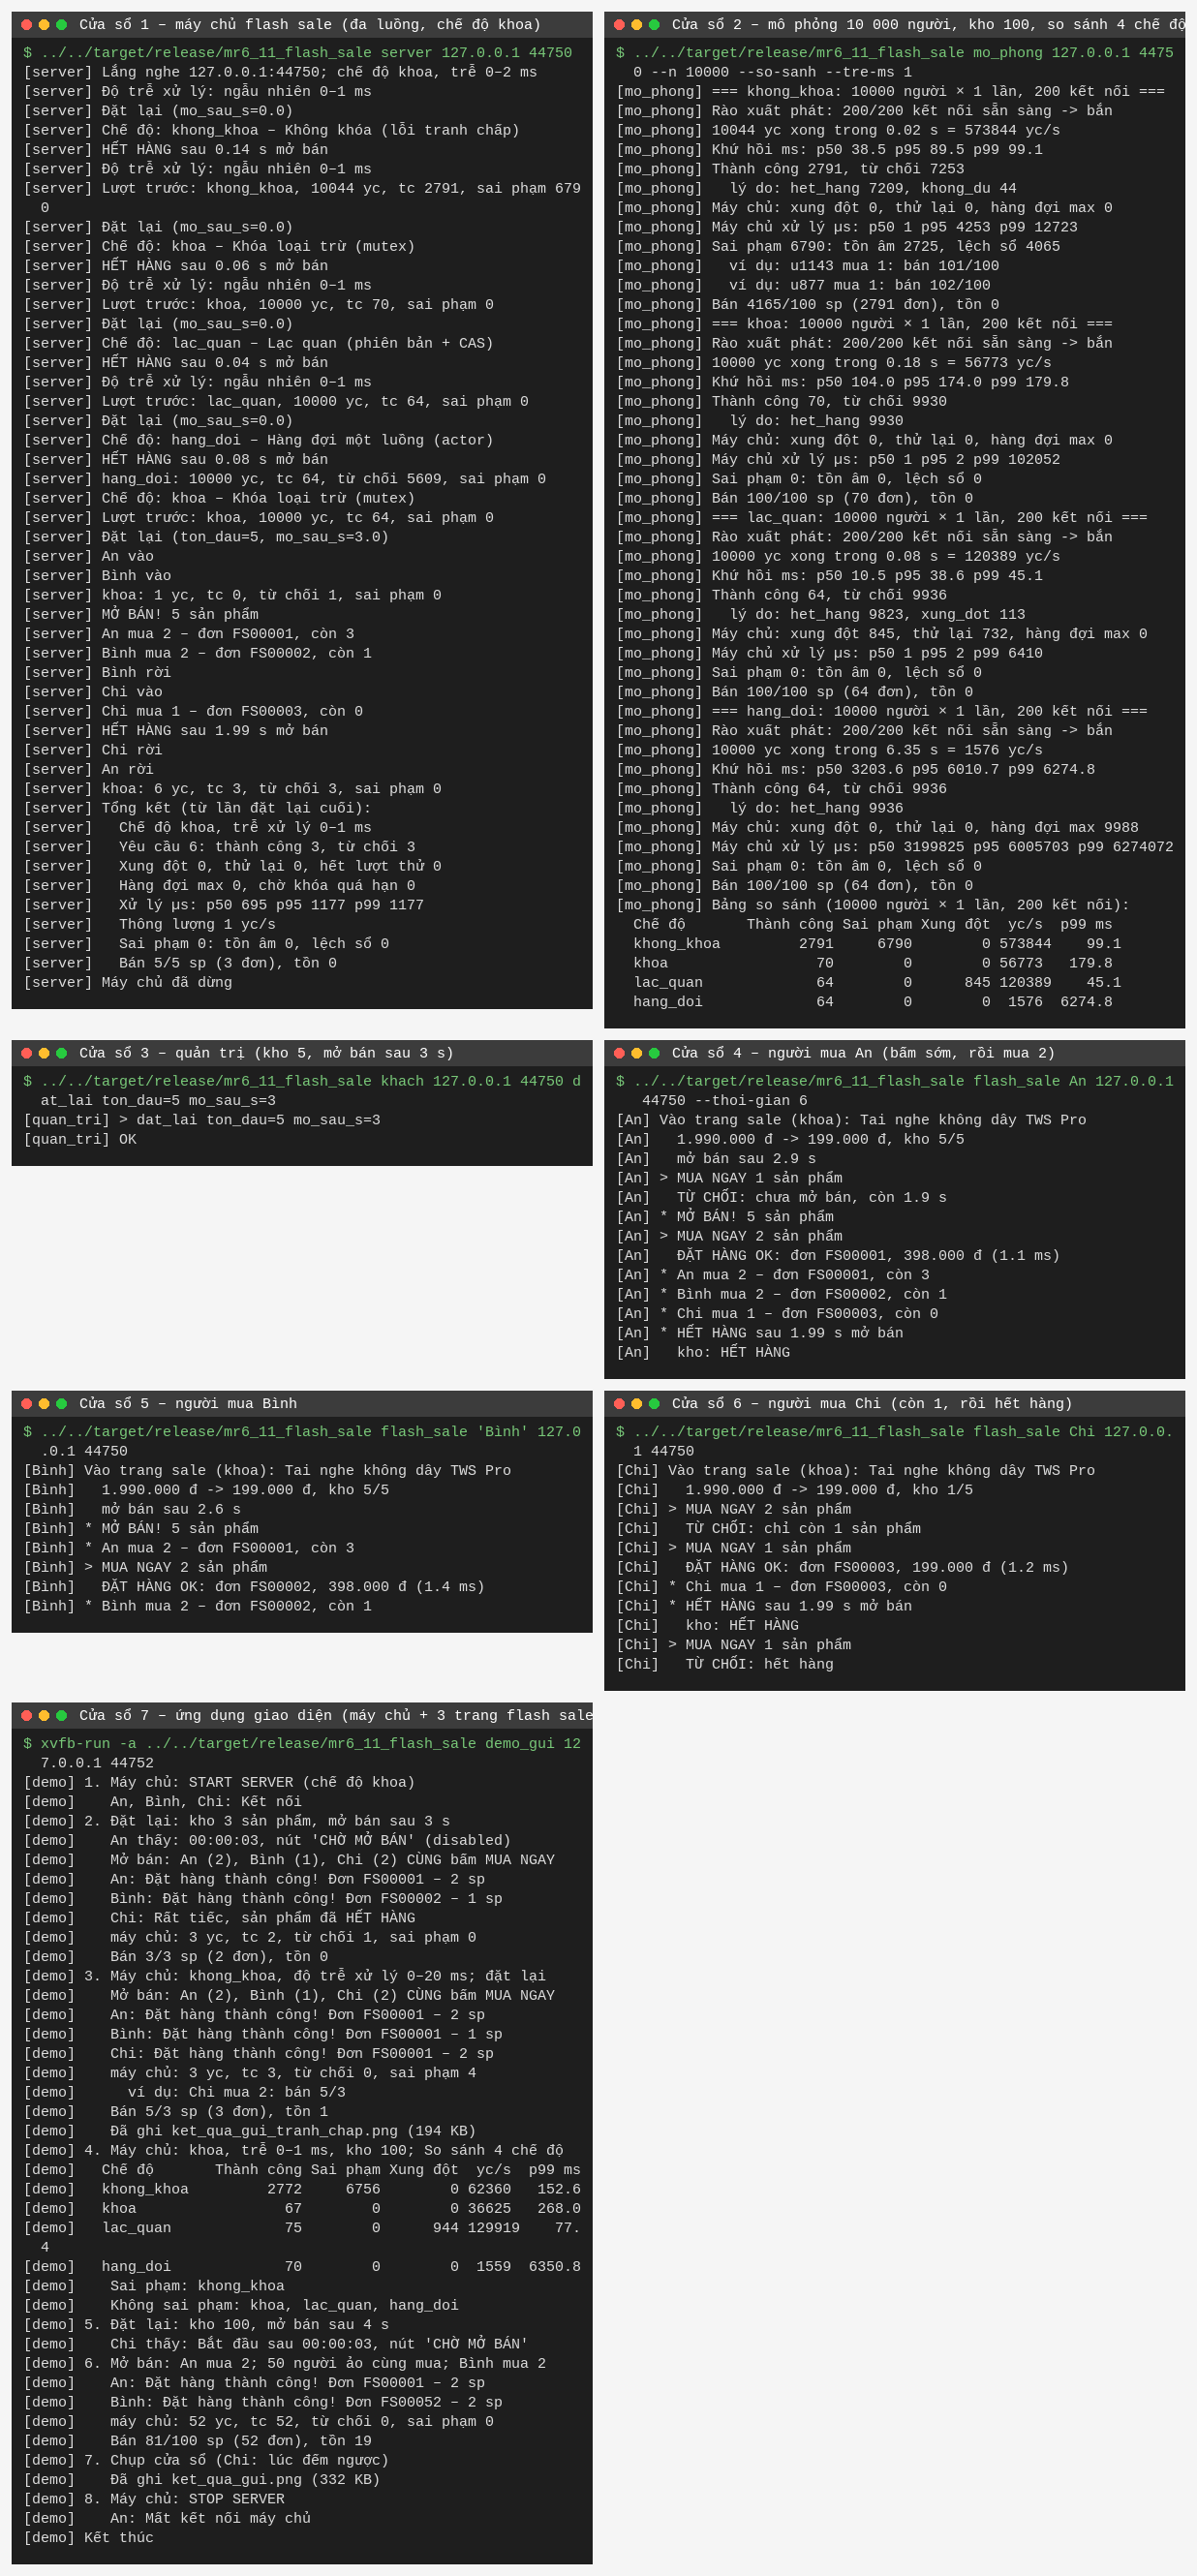 Cửa sổ 1 – máy chủ flash sale (đa luồng, chế độ khoa)
$ ../../target/release/mr6_11_flash_sale server 127.0.0.1 44750
[server] Lắng nghe 127.0.0.1:44750; chế độ khoa, trễ 0–2 ms
[server] Độ trễ xử lý: ngẫu nhiên 0–1 ms
[server] Đặt lại (mo_sau_s=0.0)
[server] Chế độ: khong_khoa – Không khóa (lỗi tranh chấp)
[server] HẾT HÀNG sau 0.14 s mở bán
[server] Độ trễ xử lý: ngẫu nhiên 0–1 ms
[server] Lượt trước: khong_khoa, 10044 yc, tc 2791, sai phạm 679
0
[server] Đặt lại (mo_sau_s=0.0)
[server] Chế độ: khoa – Khóa loại trừ (mutex)
[server] HẾT HÀNG sau 0.06 s mở bán
[server] Độ trễ xử lý: ngẫu nhiên 0–1 ms
[server] Lượt trước: khoa, 10000 yc, tc 70, sai phạm 0
[server] Đặt lại (mo_sau_s=0.0)
[server] Chế độ: lac_quan – Lạc quan (phiên bản + CAS)
[server] HẾT HÀNG sau 0.04 s mở bán
[server] Độ trễ xử lý: ngẫu nhiên 0–1 ms
[server] Lượt trước: lac_quan, 10000 yc, tc 64, sai phạm 0
[server] Đặt lại (mo_sau_s=0.0)
[server] Chế độ: hang_doi – Hàng đợi một luồng (actor)
[server] HẾT HÀNG sau 0.08 s mở bán
[server] hang_doi: 10000 yc, tc 64, từ chối 5609, sai phạm 0
[server] Chế độ: khoa – Khóa loại trừ (mutex)
[server] Lượt trước: khoa, 10000 yc, tc 64, sai phạm 0
[server] Đặt lại (ton_dau=5, mo_sau_s=3.0)
[server] An vào
[server] Bình vào
[server] khoa: 1 yc, tc 0, từ chối 1, sai phạm 0
[server] MỞ BÁN! 5 sản phẩm
[server] An mua 2 – đơn FS00001, còn 3
[server] Bình mua 2 – đơn FS00002, còn 1
[server] Bình rời
[server] Chi vào
[server] Chi mua 1 – đơn FS00003, còn 0
[server] HẾT HÀNG sau 1.99 s mở bán
[server] Chi rời
[server] An rời
[server] khoa: 6 yc, tc 3, từ chối 3, sai phạm 0
[server] Tổng kết (từ lần đặt lại cuối):
[server]   Chế độ khoa, trễ xử lý 0–1 ms
[server]   Yêu cầu 6: thành công 3, từ chối 3
[server]   Xung đột 0, thử lại 0, hết lượt thử 0
[server]   Hàng đợi max 0, chờ khóa quá hạn 0
[server]   Xử lý µs: p50 695 p95 1177 p99 1177
[server]   Thông lượng 1 yc/s
[server]   Sai phạm 0: tồn âm 0, lệch sổ 0
[server]   Bán 5/5 sp (3 đơn), tồn 0
[server] Máy chủ đã dừng
Cửa sổ 2 – mô phỏng 10 000 người, kho 100, so sánh 4 chế độ
$ ../../target/release/mr6_11_flash_sale mo_phong 127.0.0.1 4475
0 --n 10000 --so-sanh --tre-ms 1
[mo_phong] === khong_khoa: 10000 người × 1 lần, 200 kết nối ===
[mo_phong] Rào xuất phát: 200/200 kết nối sẵn sàng -> bắn
[mo_phong] 10044 yc xong trong 0.02 s = 573844 yc/s
[mo_phong] Khứ hồi ms: p50 38.5 p95 89.5 p99 99.1
[mo_phong] Thành công 2791, từ chối 7253
[mo_phong]   lý do: het_hang 7209, khong_du 44
[mo_phong] Máy chủ: xung đột 0, thử lại 0, hàng đợi max 0
[mo_phong] Máy chủ xử lý µs: p50 1 p95 4253 p99 12723
[mo_phong] Sai phạm 6790: tồn âm 2725, lệch sổ 4065
[mo_phong]   ví dụ: u1143 mua 1: bán 101/100
[mo_phong]   ví dụ: u877 mua 1: bán 102/100
[mo_phong] Bán 4165/100 sp (2791 đơn), tồn 0
[mo_phong] === khoa: 10000 người × 1 lần, 200 kết nối ===
[mo_phong] Rào xuất phát: 200/200 kết nối sẵn sàng -> bắn
[mo_phong] 10000 yc xong trong 0.18 s = 56773 yc/s
[mo_phong] Khứ hồi ms: p50 104.0 p95 174.0 p99 179.8
[mo_phong] Thành công 70, từ chối 9930
[mo_phong]   lý do: het_hang 9930
[mo_phong] Máy chủ: xung đột 0, thử lại 0, hàng đợi max 0
[mo_phong] Máy chủ xử lý µs: p50 1 p95 2 p99 102052
[mo_phong] Sai phạm 0: tồn âm 0, lệch sổ 0
[mo_phong] Bán 100/100 sp (70 đơn), tồn 0
[mo_phong] === lac_quan: 10000 người × 1 lần, 200 kết nối ===
[mo_phong] Rào xuất phát: 200/200 kết nối sẵn sàng -> bắn
[mo_phong] 10000 yc xong trong 0.08 s = 120389 yc/s
[mo_phong] Khứ hồi ms: p50 10.5 p95 38.6 p99 45.1
[mo_phong] Thành công 64, từ chối 9936
[mo_phong]   lý do: het_hang 9823, xung_dot 113
[mo_phong] Máy chủ: xung đột 845, thử lại 732, hàng đợi max 0
[mo_phong] Máy chủ xử lý µs: p50 1 p95 2 p99 6410
[mo_phong] Sai phạm 0: tồn âm 0, lệch sổ 0
[mo_phong] Bán 100/100 sp (64 đơn), tồn 0
[mo_phong] === hang_doi: 10000 người × 1 lần, 200 kết nối ===
[mo_phong] Rào xuất phát: 200/200 kết nối sẵn sàng -> bắn
[mo_phong] 10000 yc xong trong 6.35 s = 1576 yc/s
[mo_phong] Khứ hồi ms: p50 3203.6 p95 6010.7 p99 6274.8
[mo_phong] Thành công 64, từ chối 9936
[mo_phong]   lý do: het_hang 9936
[mo_phong] Máy chủ: xung đột 0, thử lại 0, hàng đợi max 9988
[mo_phong] Máy chủ xử lý µs: p50 3199825 p95 6005703 p99 6274072
[mo_phong] Sai phạm 0: tồn âm 0, lệch sổ 0
[mo_phong] Bán 100/100 sp (64 đơn), tồn 0
[mo_phong] Bảng so sánh (10000 người × 1 lần, 200 kết nối):
Chế độ       Thành công Sai phạm Xung đột  yc/s  p99 ms
khong_khoa         2791     6790        0 573844    99.1
khoa                 70        0        0 56773   179.8
lac_quan             64        0      845 120389    45.1
hang_doi             64        0        0  1576  6274.8
Cửa sổ 3 – quản trị (kho 5, mở bán sau 3 s)
$ ../../target/release/mr6_11_flash_sale khach 127.0.0.1 44750 d
at_lai ton_dau=5 mo_sau_s=3
[quan_tri] > dat_lai ton_dau=5 mo_sau_s=3
[quan_tri] OK
Cửa sổ 4 – người mua An (bấm sớm, rồi mua 2)
$ ../../target/release/mr6_11_flash_sale flash_sale An 127.0.0.1
44750 --thoi-gian 6
[An] Vào trang sale (khoa): Tai nghe không dây TWS Pro
[An]   1.990.000 đ -> 199.000 đ, kho 5/5
[An]   mở bán sau 2.9 s
[An] > MUA NGAY 1 sản phẩm
[An]   TỪ CHỐI: chưa mở bán, còn 1.9 s
[An] * MỞ BÁN! 5 sản phẩm
[An] > MUA NGAY 2 sản phẩm
[An]   ĐẶT HÀNG OK: đơn FS00001, 398.000 đ (1.1 ms)
[An] * An mua 2 – đơn FS00001, còn 3
[An] * Bình mua 2 – đơn FS00002, còn 1
[An] * Chi mua 1 – đơn FS00003, còn 0
[An] * HẾT HÀNG sau 1.99 s mở bán
[An]   kho: HẾT HÀNG
Cửa sổ 5 – người mua Bình
$ ../../target/release/mr6_11_flash_sale flash_sale 'Bình' 127.0
.0.1 44750
[Bình] Vào trang sale (khoa): Tai nghe không dây TWS Pro
[Bình]   1.990.000 đ -> 199.000 đ, kho 5/5
[Bình]   mở bán sau 2.6 s
[Bình] * MỞ BÁN! 5 sản phẩm
[Bình] * An mua 2 – đơn FS00001, còn 3
[Bình] > MUA NGAY 2 sản phẩm
[Bình]   ĐẶT HÀNG OK: đơn FS00002, 398.000 đ (1.4 ms)
[Bình] * Bình mua 2 – đơn FS00002, còn 1
Cửa sổ 6 – người mua Chi (còn 1, rồi hết hàng)
$ ../../target/release/mr6_11_flash_sale flash_sale Chi 127.0.0.
1 44750
[Chi] Vào trang sale (khoa): Tai nghe không dây TWS Pro
[Chi]   1.990.000 đ -> 199.000 đ, kho 1/5
[Chi] > MUA NGAY 2 sản phẩm
[Chi]   TỪ CHỐI: chỉ còn 1 sản phẩm
[Chi] > MUA NGAY 1 sản phẩm
[Chi]   ĐẶT HÀNG OK: đơn FS00003, 199.000 đ (1.2 ms)
[Chi] * Chi mua 1 – đơn FS00003, còn 0
[Chi] * HẾT HÀNG sau 1.99 s mở bán
[Chi]   kho: HẾT HÀNG
[Chi] > MUA NGAY 1 sản phẩm
[Chi]   TỪ CHỐI: hết hàng
Cửa sổ 7 – ứng dụng giao diện (máy chủ + 3 trang flash sale
$ xvfb-run -a ../../target/release/mr6_11_flash_sale demo_gui 12
7.0.0.1 44752
[demo] 1. Máy chủ: START SERVER (chế độ khoa)
[demo]    An, Bình, Chi: Kết nối
[demo] 2. Đặt lại: kho 3 sản phẩm, mở bán sau 3 s
[demo]    An thấy: 00:00:03, nút 'CHỜ MỞ BÁN' (disabled)
[demo]    Mở bán: An (2), Bình (1), Chi (2) CÙNG bấm MUA NGAY
[demo]    An: Đặt hàng thành công! Đơn FS00001 – 2 sp
[demo]    Bình: Đặt hàng thành công! Đơn FS00002 – 1 sp
[demo]    Chi: Rất tiếc, sản phẩm đã HẾT HÀNG
[demo]    máy chủ: 3 yc, tc 2, từ chối 1, sai phạm 0
[demo]    Bán 3/3 sp (2 đơn), tồn 0
[demo] 3. Máy chủ: khong_khoa, độ trễ xử lý 0–20 ms; đặt lại
[demo]    Mở bán: An (2), Bình (1), Chi (2) CÙNG bấm MUA NGAY
[demo]    An: Đặt hàng thành công! Đơn FS00001 – 2 sp
[demo]    Bình: Đặt hàng thành công! Đơn FS00001 – 1 sp
[demo]    Chi: Đặt hàng thành công! Đơn FS00001 – 2 sp
[demo]    máy chủ: 3 yc, tc 3, từ chối 0, sai phạm 4
[demo]      ví dụ: Chi mua 2: bán 5/3
[demo]    Bán 5/3 sp (3 đơn), tồn 1
[demo]    Đã ghi ket_qua_gui_tranh_chap.png (194 KB)
[demo] 4. Máy chủ: khoa, trễ 0–1 ms, kho 100; So sánh 4 chế độ
[demo]   Chế độ       Thành công Sai phạm Xung đột  yc/s  p99 ms
[demo]   khong_khoa         2772     6756        0 62360   152.6
[demo]   khoa                 67        0        0 36625   268.0
[demo]   lac_quan             75        0      944 129919    77.
4
[demo]   hang_doi             70        0        0  1559  6350.8
[demo]    Sai phạm: khong_khoa
[demo]    Không sai phạm: khoa, lac_quan, hang_doi
[demo] 5. Đặt lại: kho 100, mở bán sau 4 s
[demo]    Chi thấy: Bắt đầu sau 00:00:03, nút 'CHỜ MỞ BÁN'
[demo] 6. Mở bán: An mua 2; 50 người ảo cùng mua; Bình mua 2
[demo]    An: Đặt hàng thành công! Đơn FS00001 – 2 sp
[demo]    Bình: Đặt hàng thành công! Đơn FS00052 – 2 sp
[demo]    máy chủ: 52 yc, tc 52, từ chối 0, sai phạm 0
[demo]    Bán 81/100 sp (52 đơn), tồn 19
[demo] 7. Chụp cửa sổ (Chi: lúc đếm ngược)
[demo]    Đã ghi ket_qua_gui.png (332 KB)
[demo] 8. Máy chủ: STOP SERVER
[demo]    An: Mất kết nối máy chủ
[demo] Kết thúc